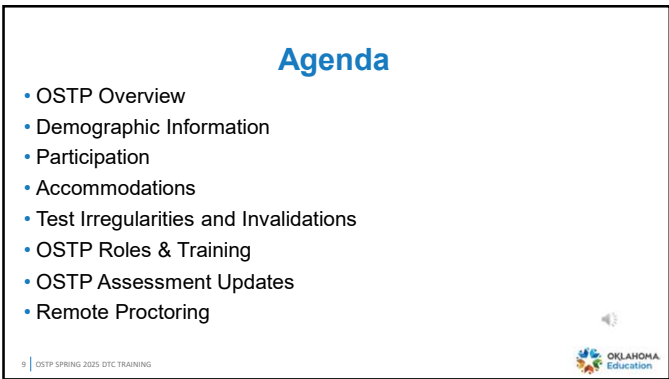 Agenda
• OSTP Overview
• Demographic Information
• Participation
• Accommodations
• Test Irregularities and Invalidations
• OSTP Roles & Training
• OSTP Assessment Updates
• Remote Proctoring
9 | OSTP SPRING 2025 DTC TRAINING
OKLAHOMA
Education